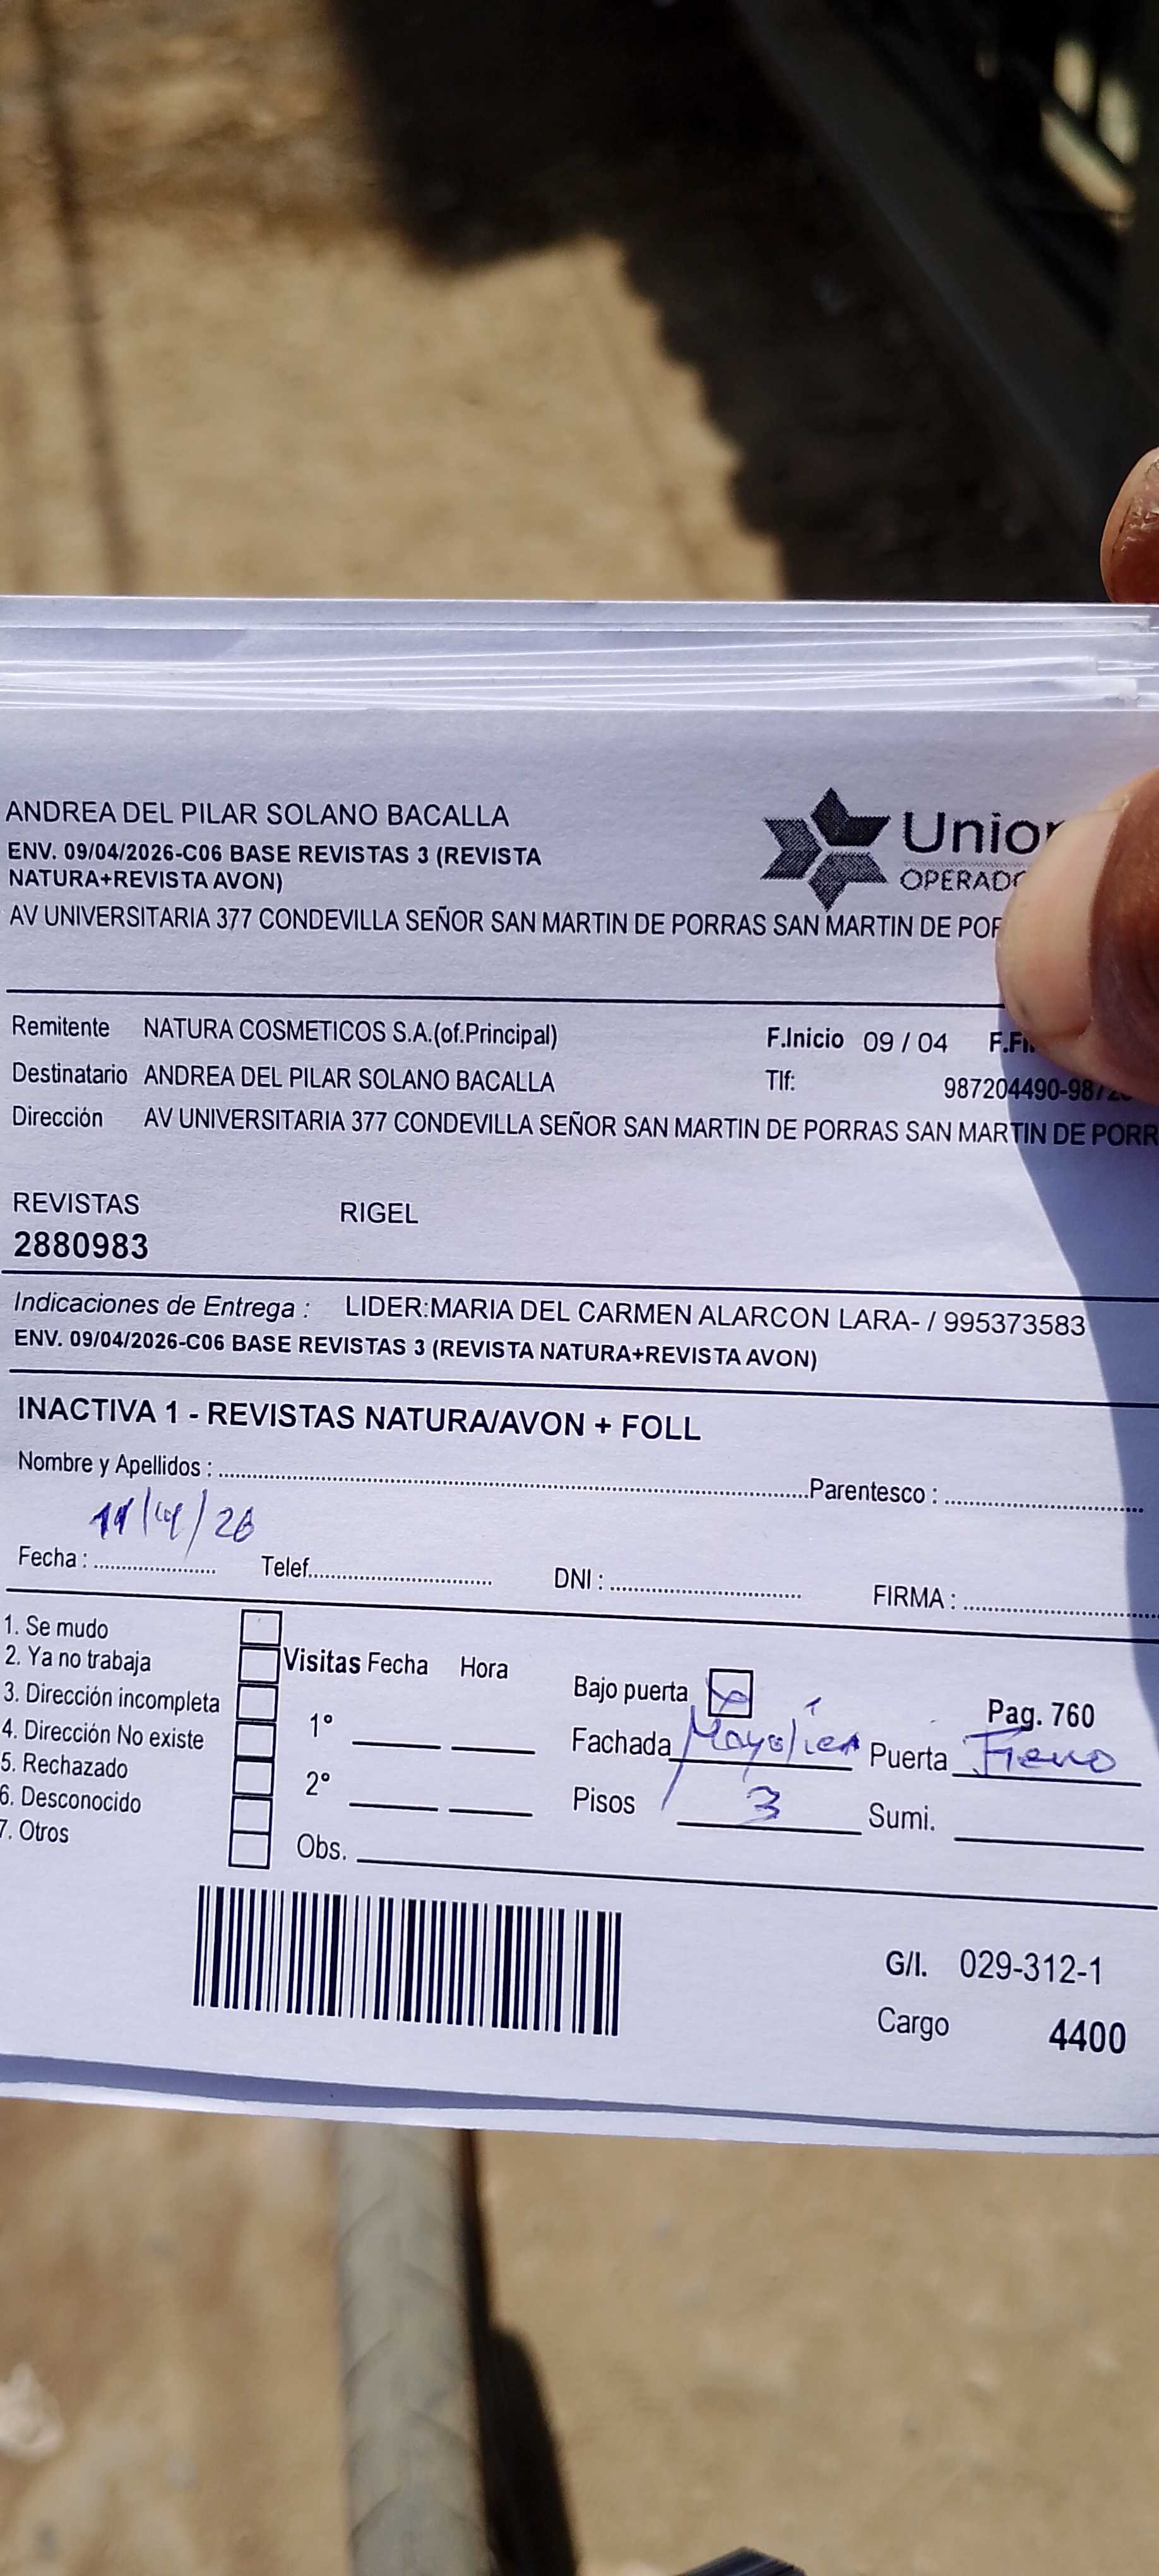 ANDREA DEL PILAR SOLANO BACALLA
ENV. 09/04/2026-C06 BASE REVISTAS 3 (REVISTA
NATURA+REVISTA AVON)
AV UNIVERSITARIA 377 CONDEVILLA SEÑOR SAN MARTIN DE PORRAS SAN MARTIN DE POR
Union
OPERADO
Remitente NATURA COSMETICOS S.A.(of.Principal) F.Inicio 09 / 04
Destinatario ANDREA DEL PILAR SOLANO BACALLA Tlf: 987204490-9872
Dirección AV UNIVERSITARIA 377 CONDEVILLA SEÑOR SAN MARTIN DE PORRAS SAN MARTIN DE PORR
REVISTAS RIGEL
2880983
Indicaciones de Entrega : LIDER:MARIA DEL CARMEN ALARCON LARA- / 995373583
ENV. 09/04/2026-C06 BASE REVISTAS 3 (REVISTA NATURA+REVISTA AVON)
INACTIVA 1 - REVISTAS NATURA/AVON + FOLL
Nombre y Apellidos : Parentesco :
Fecha : Telef. DNI : FIRMA :
1. Se mudo
2. Ya no trabaja
3. Dirección incompleta
4. Dirección No existe
5. Rechazado
6. Desconocido
7. Otros
Visitas Fecha Hora
1°
2°
Obs.
Bajo puerta
Pag. 760
Fachada Puerta Fierro
Pisos 3 Sumi.
G/I. 029-312-1
Cargo 4400